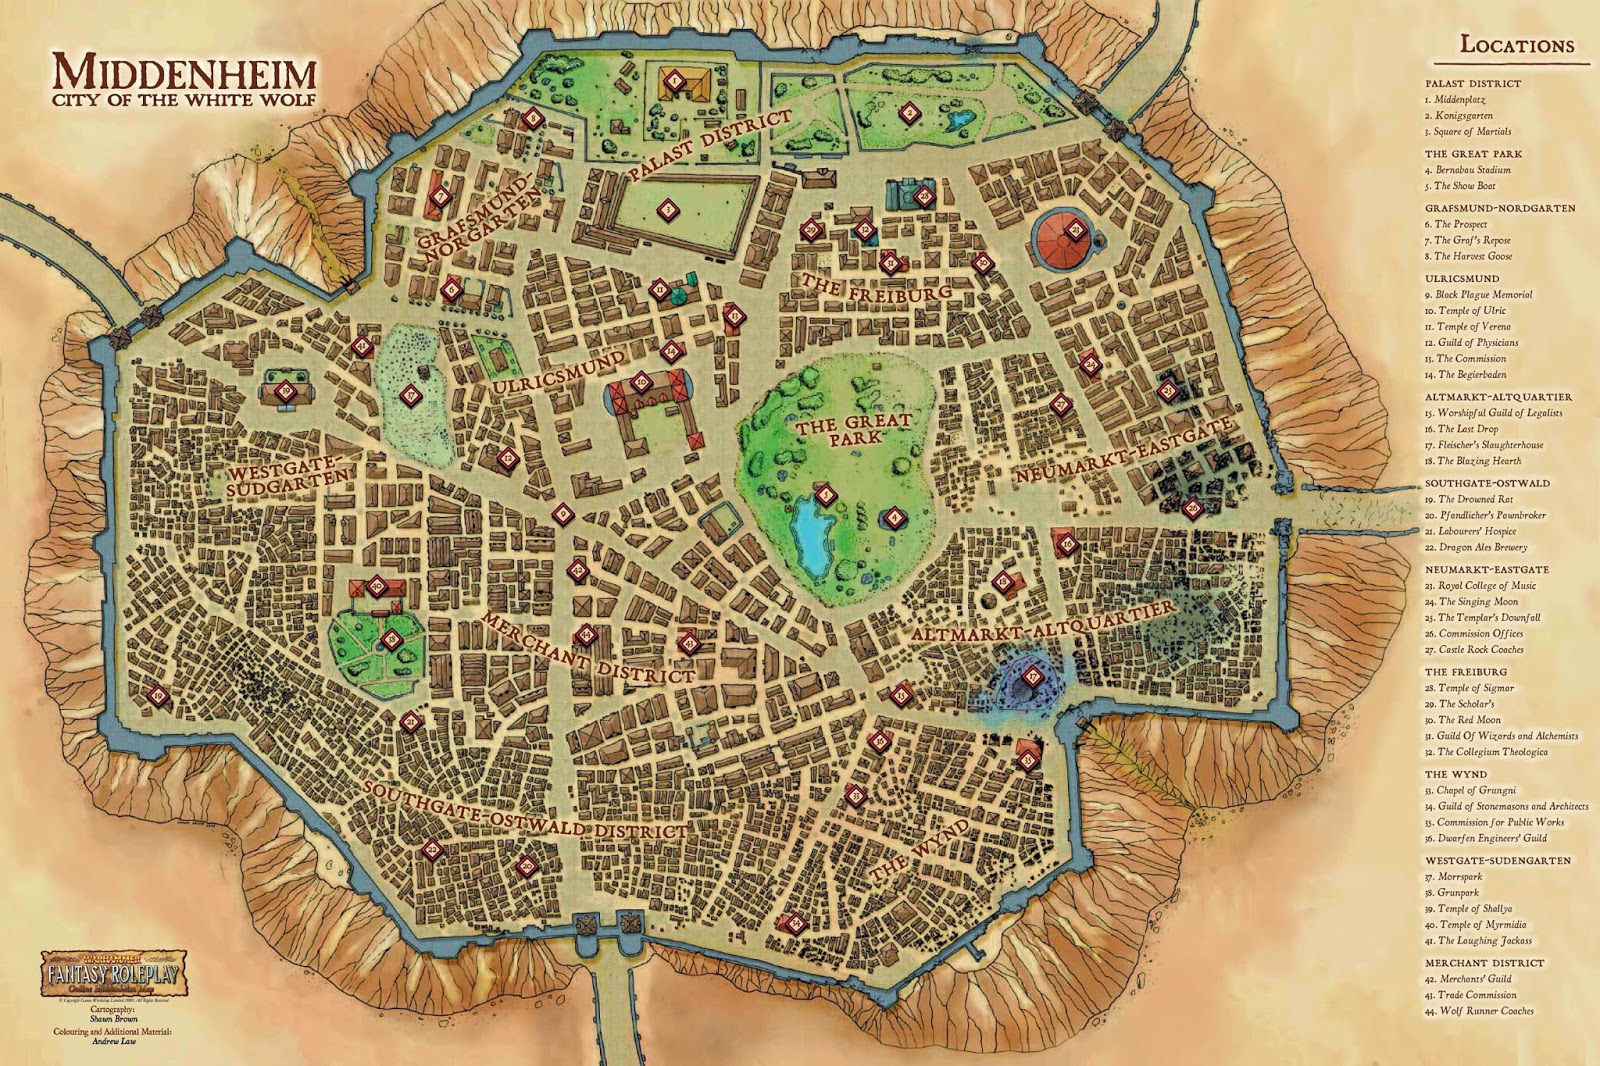 MIDDENHEIM
CITY OF THE WHITE WOLF
PALAST DISTRICT
GRAFSMUND-
NORGARTEN
THE FREIBURG
ULRICSMUND
THE GREAT
PARK
WESTGATE-
SUDGARTEN
NEUMARKT-EASTGATE
MERCHANT DISTRICT
ALTMARKT-ALTQUARTIER
SOUTHGATE-OSTWALD DISTRICT
THE WYND
LOCATIONS
PALAST DISTRICT
1. Middenplatz
2. Konigsgarten
3. Square of Martials
THE GREAT PARK
4. Bernabau Stadium
5. The Show Boat
GRAFSMUND-NORDGARTEN
6. The Prospect
7. The Graf's Repose
8. The Harvest Goose
ULRICSMUND
9. Black Plague Memorial
10. Temple of Ulric
11. Temple of Verena
12. Guild of Physicians
13. The Commission
14. The Begierbaden
ALTMARKT-ALTQUARTIER
15. Worshipful Guild of Legalists
16. The Last Drop
17. Fleischer's Slaughterhouse
18. The Blazing Hearth
SOUTHGATE-OSTWALD
19. The Drowned Rat
20. Pfandlicher's Pawnbroker
21. Labourers' Hospice
22. Dragon Ales Brewery
NEUMARKT-EASTGATE
23. Royal College of Music
24. The Singing Moon
25. The Templar's Downfall
26. Commission Offices
27. Castle Rock Coaches
THE FREIBURG
28. Temple of Sigmar
29. The Scholar's
30. The Red Moon
31. Guild Of Wizards and Alchemists
32. The Collegium Theologica
THE WYND
33. Chapel of Grungni
34. Guild of Stonemasons and Architects
35. Commission for Public Works
36. Dwarfen Engineers' Guild
WESTGATE-SUDENGARTEN
37. Morrspark
38. Grunpark
39. Temple of Shallya
40. Temple of Myrmidia
41. The Laughing Jackass
MERCHANT DISTRICT
42. Merchants' Guild
43. Trade Commission
44. Wolf Runner Coaches
WARHAMMER
FANTASY ROLEPLAY
Online Middenheim Map
© Copyright Games Workshop Limited 2005. All Rights Reserved
Cartography:
Shawn Brown
Colouring and Additional Material:
Andrew Law